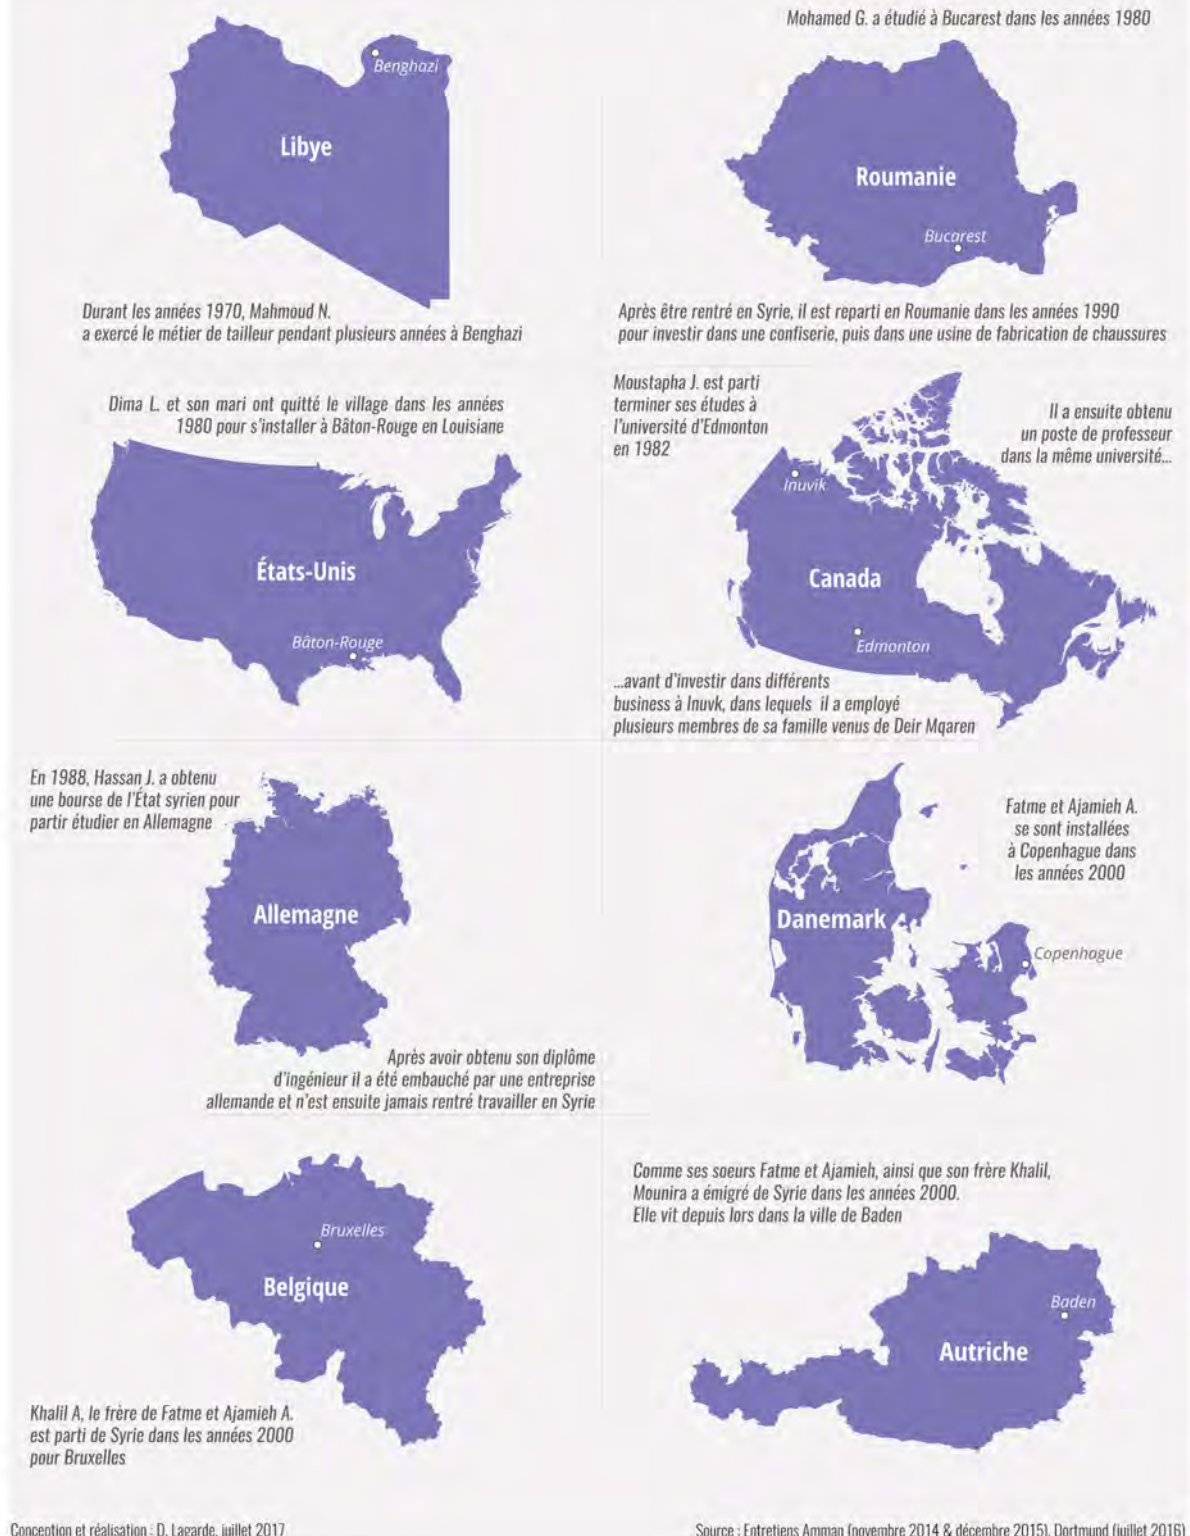 Mohamed G. a étudié à Bucarest dans les années 1980
Benghazi
Libye
Roumanie
Bucarest
Durant les années 1970, Mahmoud N.
a exercé le métier de tailleur pendant plusieurs années à Benghazi
Après être rentré en Syrie, il est reparti en Roumanie dans les années 1990
pour investir dans une confiserie, puis dans une usine de fabrication de chaussures
Dima L. et son mari ont quitté le village dans les années
1980 pour s'installer à Bâton-Rouge en Louisiane
États-Unis
Bâton-Rouge
Moustapha J. est parti
terminer ses études à
l'université d'Edmonton
en 1982
Il a ensuite obtenu
un poste de professeur
dans la même université...
Inuvik
Canada
Edmonton
...avant d'investir dans différents
business à Inuvk, dans lequels il a employé
plusieurs membres de sa famille venus de Deir Mqaren
En 1988, Hassan J. a obtenu
une bourse de l'État syrien pour
partir étudier en Allemagne
Allemagne
Après avoir obtenu son diplôme
d'ingénieur il a été embauché par une entreprise
allemande et n'est ensuite jamais rentré travailler en Syrie
Fatme et Ajamieh A.
se sont installées
à Copenhague dans
les années 2000
Danemark
Copenhague
Bruxelles
Belgique
Khalil A, le frère de Fatme et Ajamieh A.
est parti de Syrie dans les années 2000
pour Bruxelles
Comme ses soeurs Fatme et Ajamieh, ainsi que son frère Khalil,
Mounira a émigré de Syrie dans les années 2000.
Elle vit depuis lors dans la ville de Baden
Baden
Autriche
Conception et réalisation : D. Lagarde, juillet 2017
Source : Entretiens Amman (novembre 2014 & décembre 2015), Dortmund (juillet 2016)